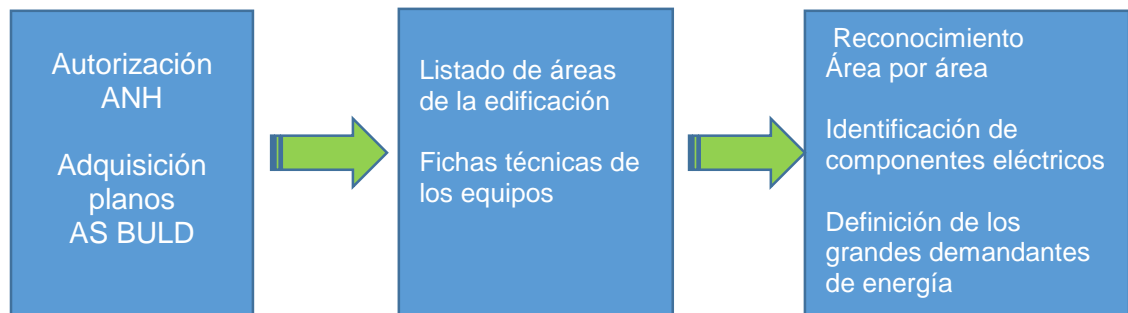 Autorización
ANH
Adquisición
planos
AS BULD
Listado de áreas
de la edificación
Fichas técnicas de
los equipos
Reconocimiento
Área por área
Identificación de
componentes eléctricos
Definición de los
grandes demandantes
de energía